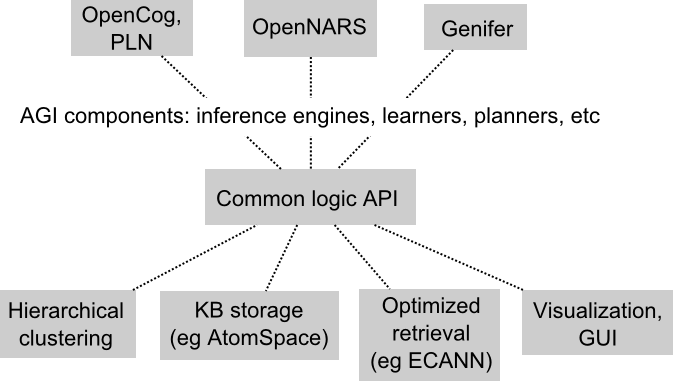 OpenCog,
PLN
OpenNARS
Genifer
AGI components: inference engines, learners, planners, etc
Common logic API
Hierarchical
clustering
KB storage
(eg AtomSpace)
Optimized
retrieval
(eg ECANN)
Visualization,
GUI